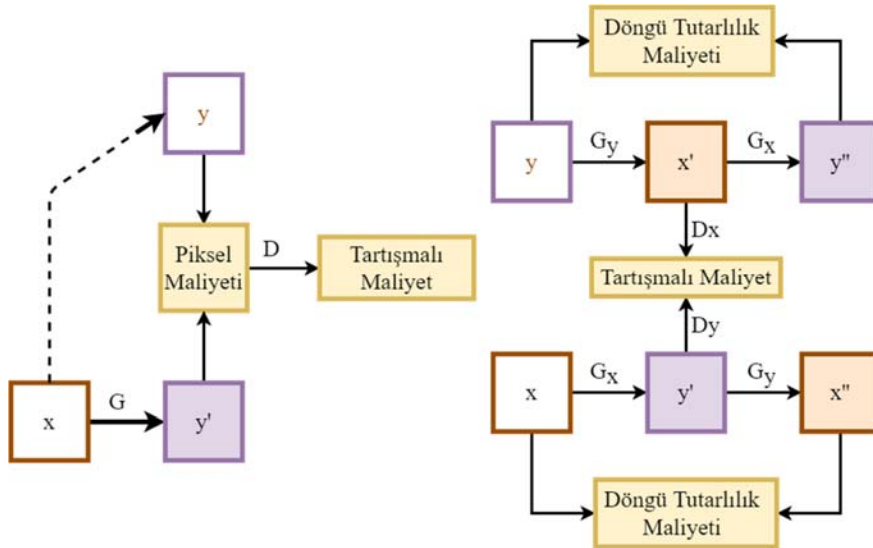 y
Piksel
Maliyeti
D
Tartışmalı
Maliyet
x
G
y'
Döngü Tutarlılık
Maliyeti
y
Gy
x'
Gx
y''
Dx
Tartışmalı Maliyet
Dy
x
Gx
y'
Gy
x''
Döngü Tutarlılık
Maliyeti